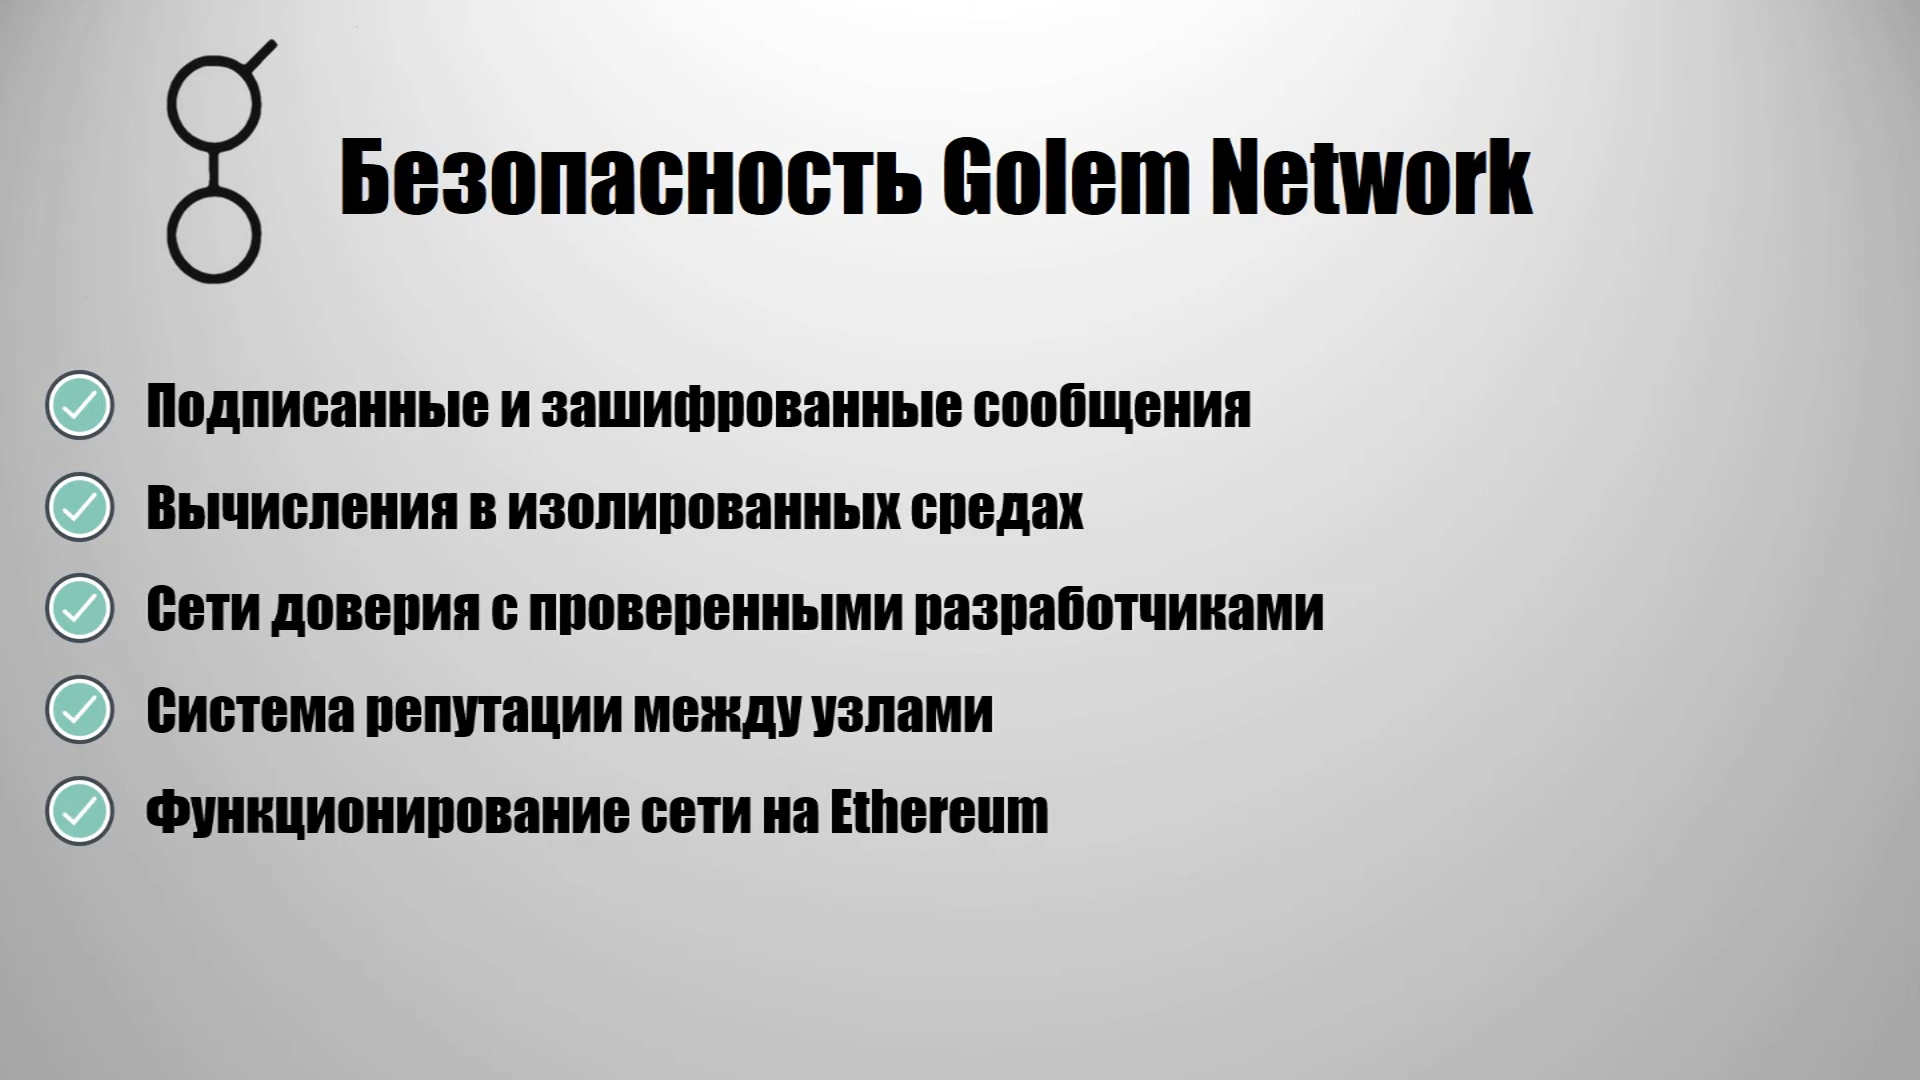 Безопасность Golem Network
Подписанные и зашифрованные сообщения
Вычисления в изолированных средах
Сети доверия с проверенными разработчиками
Система репутации между узлами
Функционирование сети на Ethereum